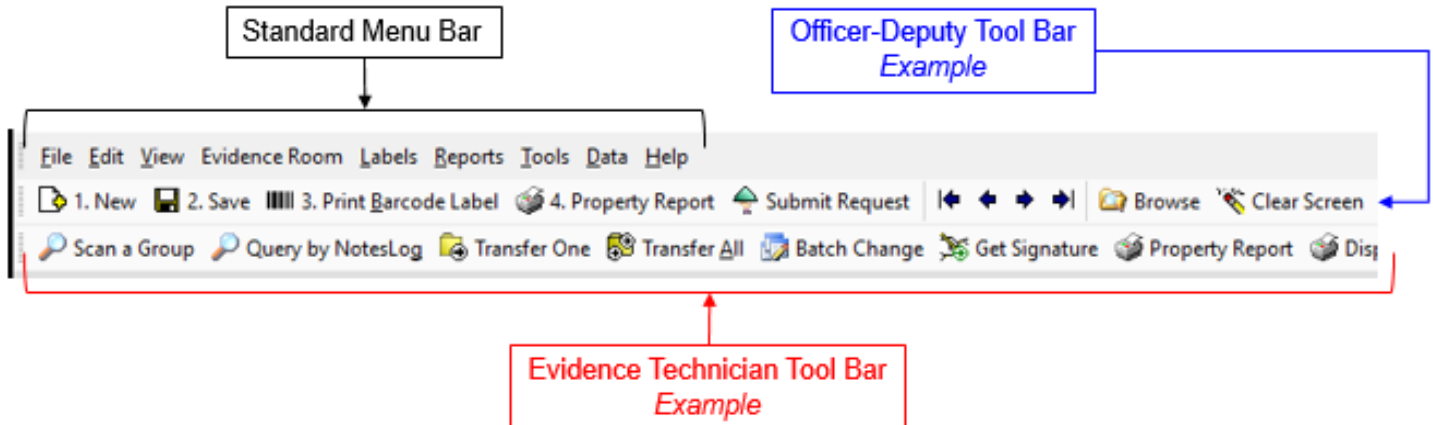 Standard Menu Bar
Officer-Deputy Tool Bar
Example
File Edit View Evidence Room Labels Reports Tools Data Help
1. New 2. Save 3. Print Barcode Label 4. Property Report Submit Request Browse Clear Screen
Scan a Group Query by NotesLog Transfer One Transfer All Batch Change Get Signature Property Report Disp
Evidence Technician Tool Bar
Example